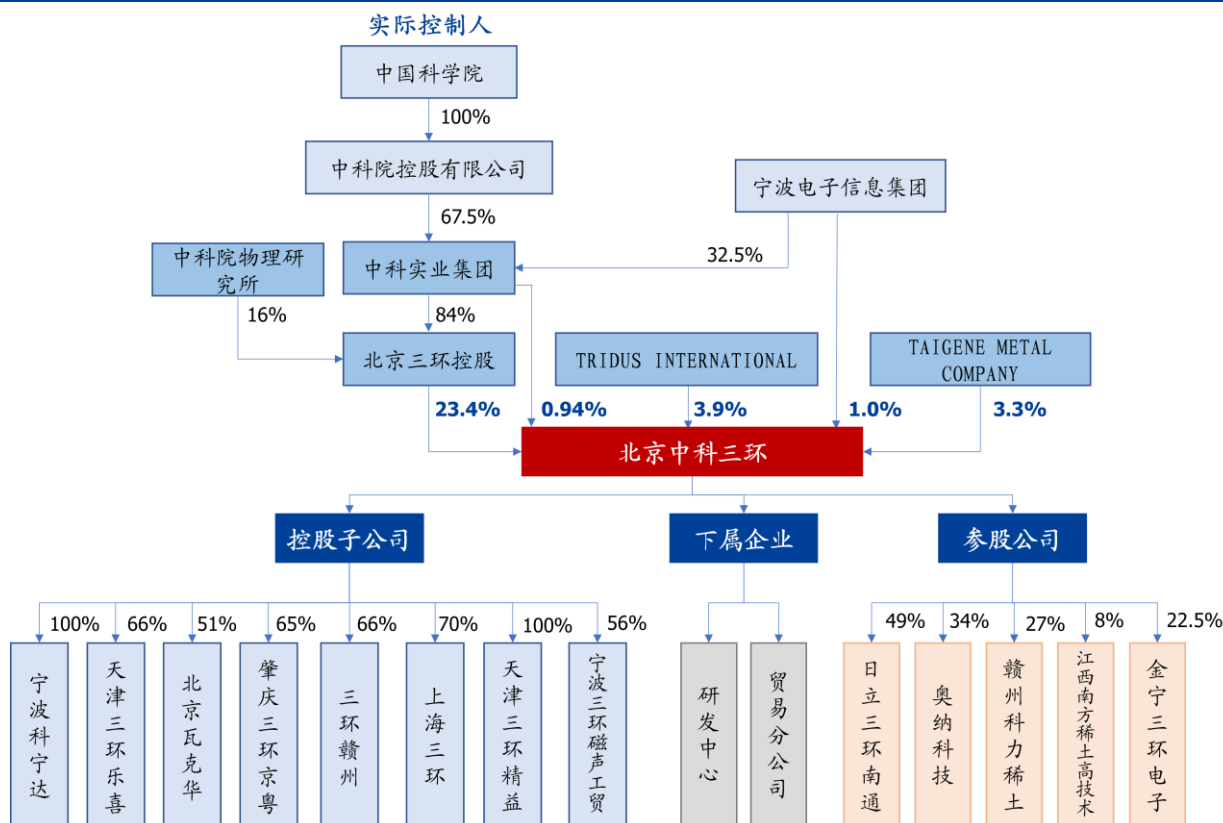 实际控制人
中国科学院
100%
中科院控股有限公司
宁波电子信息集团
67.5%
中科院物理研
究所
中科实业集团
32.5%
16%
84%
北京三环控股
TRIDUS INTERNATIONAL
TAIGENE METAL
COMPANY
23.4%
0.94%
3.9%
1.0%
3.3%
北京中科三环
控股子公司
下属企业
参股公司
100%
66%
51%
65%
66%
70%
100%
56%
49%
34%
27%
8%
22.5%
宁波科宁达
天津三环乐喜
北京瓦克华
肇庆三环京粤
三环赣州
上海三环
天津三环精益
宁波三环磁声工贸
研发中心
贸易分公司
日立三环南通
奥纳科技
赣州科力稀土
江西南方稀土高技术
金宁三环电子